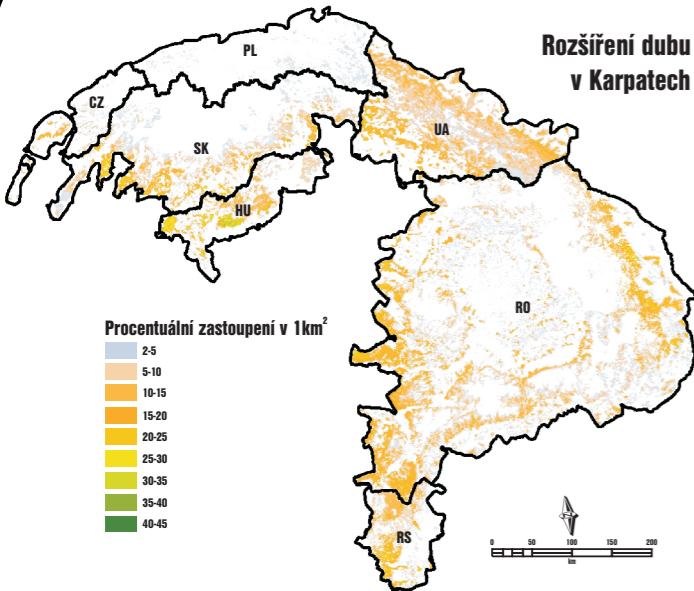 Rozšíření dubu
v Karpatech
PL
CZ
SK
UA
HU
RO
RS
Procentuální zastoupení v 1km²
2-5
5-10
10-15
15-20
20-25
25-30
30-35
35-40
40-45
0 50 100 150 200
km